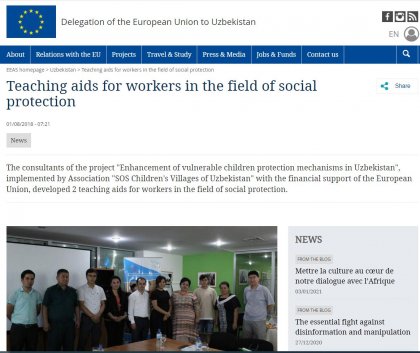 Delegation of the European Union to Uzbekistan
EN
About Relations with the EU Projects Travel & Study Press & Media Jobs & Funds Contact us
EEAS homepage > Uzbekistan > Teaching aids for workers in the field of social protection
Teaching aids for workers in the field of social
protection
Share
01/08/2018 - 07:21
News
The consultants of the project "Enhancement of vulnerable children protection mechanisms in Uzbekistan",
implemented by Association "SOS Children's Villages of Uzbekistan" with the financial support of the European
Union, developed 2 teaching aids for workers in the field of social protection.
NEWS
FROM THE BLOG
Mettre la culture au cœur de
notre dialogue avec l'Afrique
03/01/2021
FROM THE BLOG
The essential fight against
disinformation and manipulation
27/12/2020